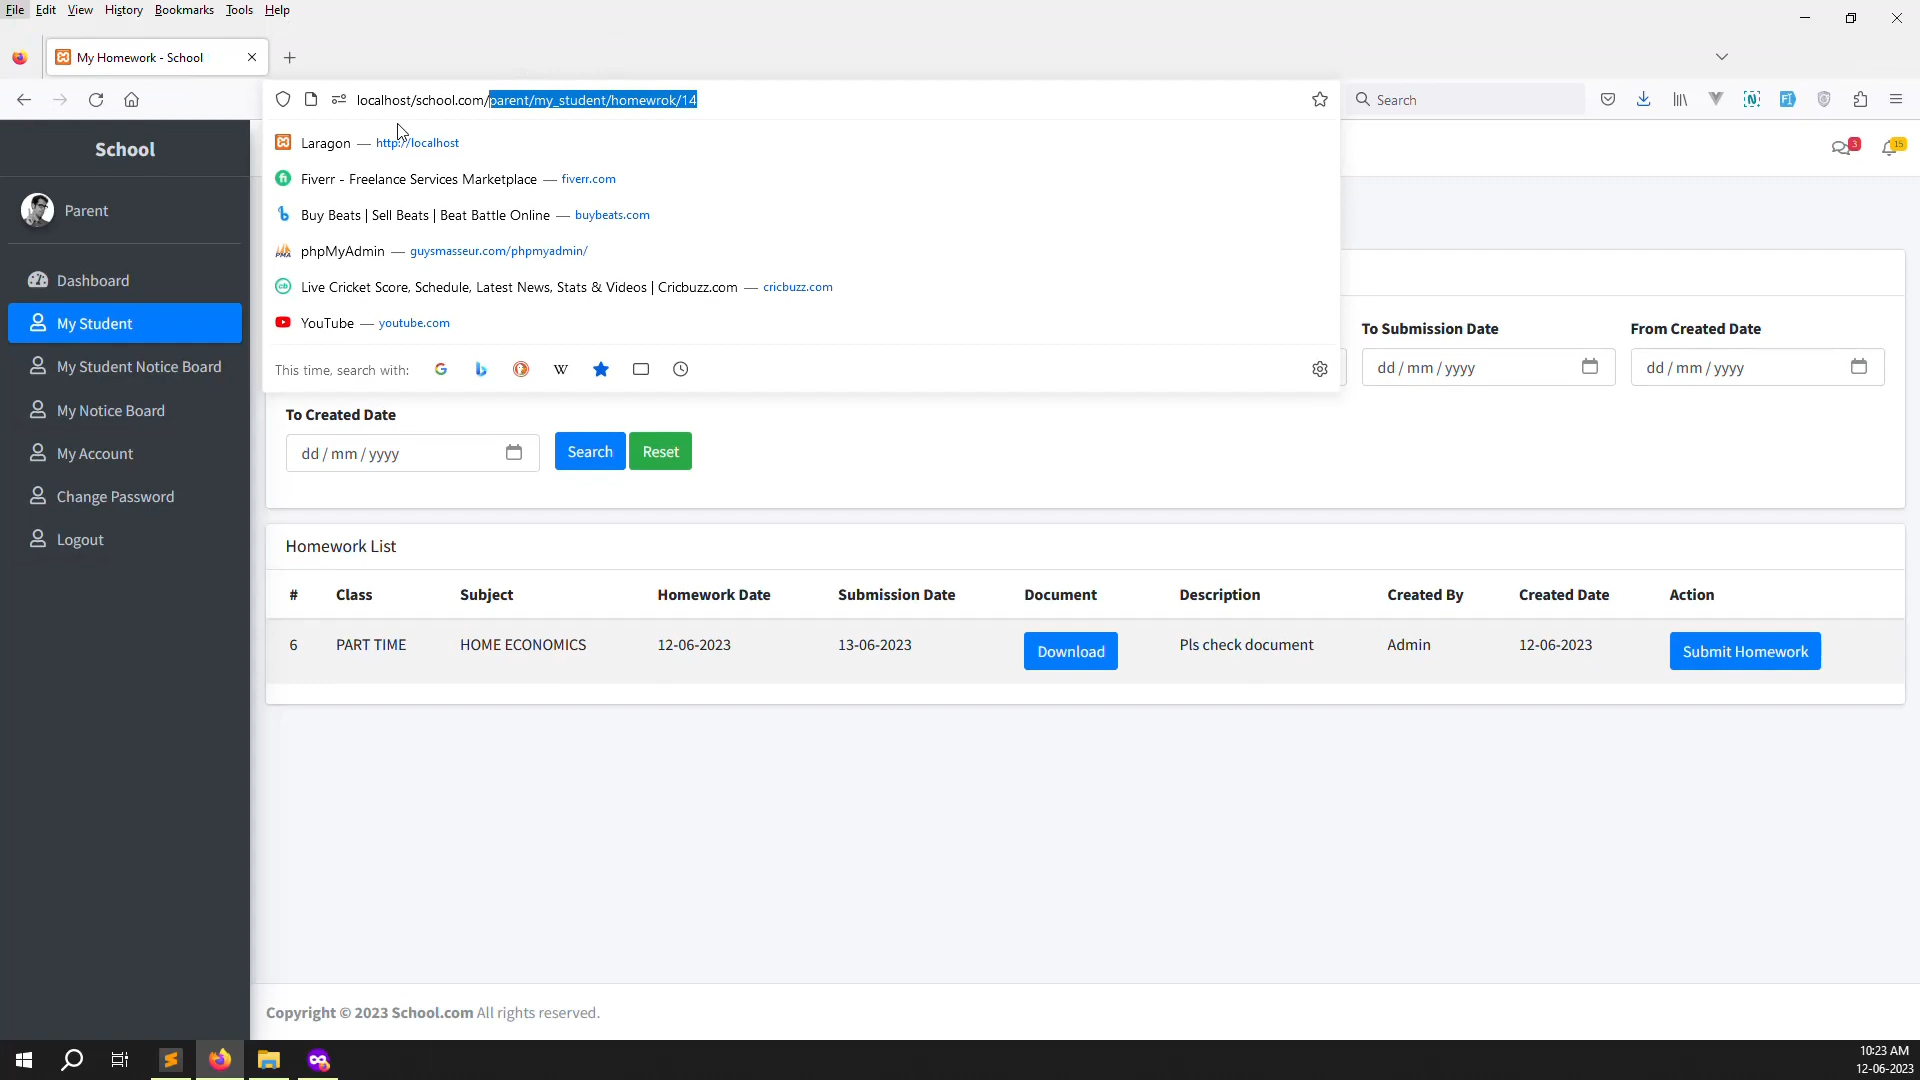 File Edit View History Bookmarks Tools Help
My Homework - School
localhost/school.com/parent/my_student/homewrok/14
Search
School
Laragon — http://localhost
3
15
Fiverr - Freelance Services Marketplace — fiverr.com
Parent
Buy Beats | Sell Beats | Beat Battle Online — buybeats.com
phpMyAdmin — guysmasseur.com/phpmyadmin/
Dashboard
Live Cricket Score, Schedule, Latest News, Stats & Videos | Cricbuzz.com — cricbuzz.com
My Student
YouTube — youtube.com
To Submission Date
From Created Date
My Student Notice Board
This time, search with:
dd / mm / yyyy
dd / mm / yyyy
My Notice Board
To Created Date
My Account
dd / mm / yyyy
Search
Reset
Change Password
Logout
Homework List
# Class Subject Homework Date Submission Date Document Description Created By Created Date Action
6 PART TIME HOME ECONOMICS 12-06-2023 13-06-2023 Download Pls check document Admin 12-06-2023 Submit Homework
Copyright © 2023 School.com All rights reserved.
10:23 AM
12-06-2023